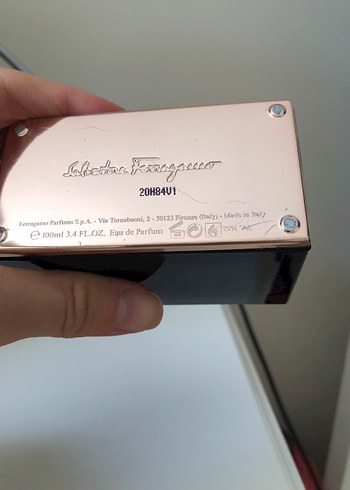 Salvatore Ferragamo
20H84V1
Ferragamo Parfums S.p.A. - Via Tornabuoni, 2 - 50123 Firenze (Italy) - Made in Italy
℮ 100ml 3.4 FL.OZ. Eau de Parfum